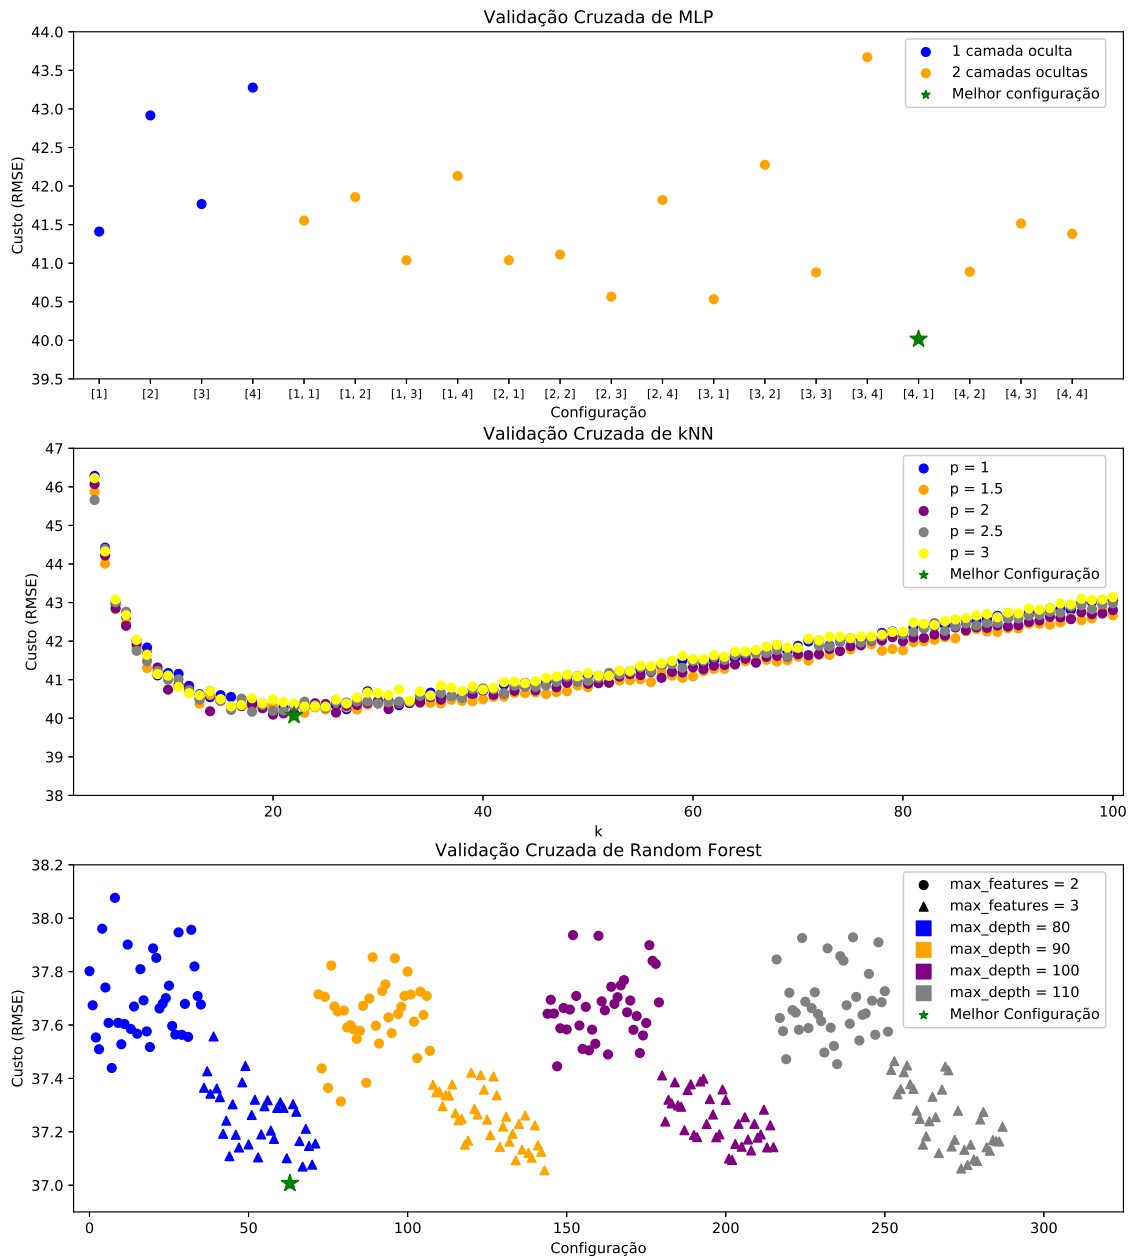 Validação Cruzada de MLP
44.0
43.5
43.0
42.5
42.0
41.5
41.0
40.5
40.0
39.5
Custo (RMSE)
1 camada oculta
2 camadas ocultas
Melhor configuração
[1] [2] [3] [4] [1, 1] [1, 2] [1, 3] [1, 4] [2, 1] [2, 2] [2, 3] [2, 4] [3, 1] [3, 2] [3, 3] [3, 4] [4, 1] [4, 2] [4, 3] [4, 4]
Configuração
Validação Cruzada de kNN
47
46
45
44
43
42
41
40
39
38
Custo (RMSE)
p = 1
p = 1.5
p = 2
p = 2.5
p = 3
Melhor Configuração
20 40 60 80 100
k
Validação Cruzada de Random Forest
38.2
38.0
37.8
37.6
37.4
37.2
37.0
Custo (RMSE)
max_features = 2
max_features = 3
max_depth = 80
max_depth = 90
max_depth = 100
max_depth = 110
Melhor Configuração
0 50 100 150 200 250 300
Configuração